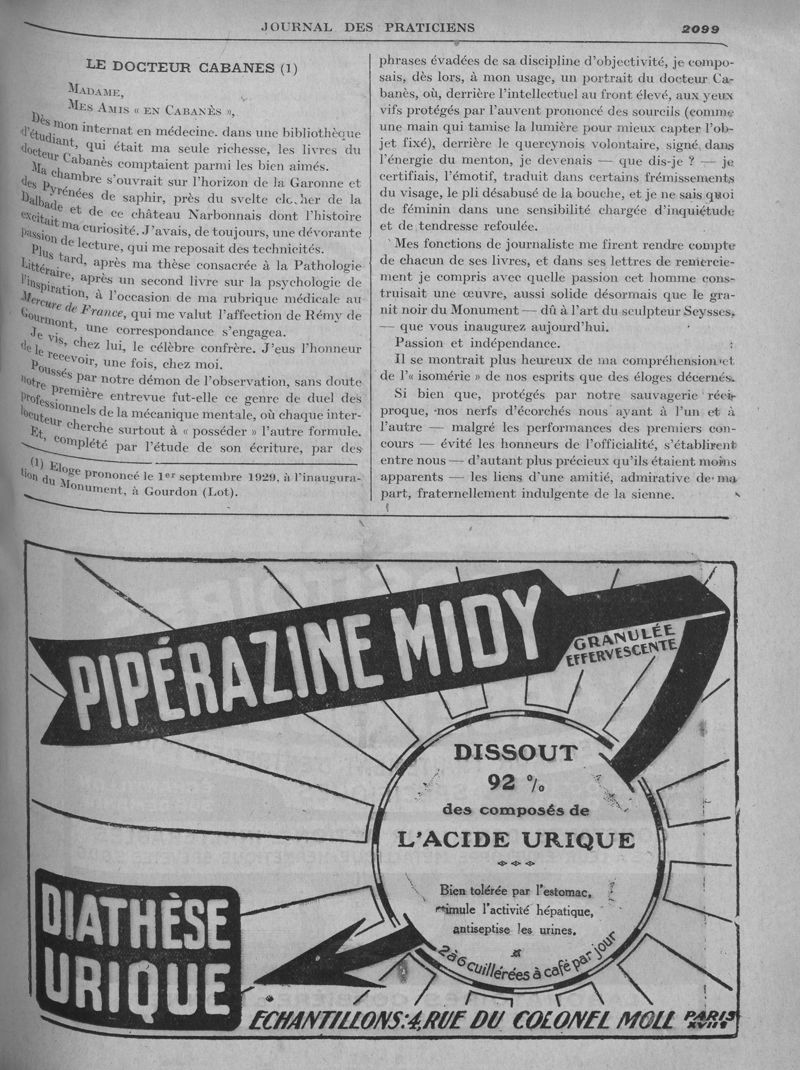 JOURNAL DES PRATICIENS 2099
LE DOCTEUR CABANES (1)
MADAME,
MES AMIS « EN CABANÈS »,
Dès mon internat en médecine. dans une bibliothèque
d'étudiant, qui était ma seule richesse, les livres du
docteur Cabanès comptaient parmi les bien aimés.
Ma chambre s'ouvrait sur l'horizon de la Garonne et
des Pyrénées de saphir, près du svelte clc.her de la
Dalbade et de ce château Narbonnais dont l'histoire
excitait ma curiosité. J'avais, de toujours, une dévorante
passion de lecture, qui me reposait des technicités.
Plus tard, après ma thèse consacrée à la Pathologie
Littéraire, après un second livre sur la psychologie de
l'inspiration, à l'occasion de ma rubrique médicale au
Mercure de France, qui me valut l'affection de Rémy de
Gourmont, une correspondance s'engagea.
Je vis, chez lui, le célèbre confrère. J'eus l'honneur
de le recevoir, une fois, chez moi.
Poussés par notre démon de l'observation, sans doute
notre première entrevue fut-elle ce genre de duel des
professionnels de la mécanique mentale, où chaque inter-
locuteur cherche surtout à « posséder » l'autre formule.
Et, complété par l'étude de son écriture, par des
(1) Eloge prononcé le 1er septembre 1929, à l'inaugura-
tion du Monument, à Gourdon (Lot).
phrases évadées de sa discipline d'objectivité, je compo-
sais, dès lors, à mon usage, un portrait du docteur Ca-
banès, où, derrière l'intellectuel au front élevé, aux yeux
vifs protégés par l'auvent prononcé des sourcils (comme
une main qui tamise la lumière pour mieux capter l'ob-
jet fixé), derrière le quercynois volontaire, signé dans
l'énergie du menton, je devenais — que dis-je ? — je
certifiais, l'émotif, traduit dans certains frémissements
du visage, le pli désabusé de la bouche, et je ne sais quoi
de féminin dans une sensibilité chargée d'inquiétude
et de tendresse refoulée.
Mes fonctions de journaliste me firent rendre compte
de chacun de ses livres, et dans ses lettres de remercie-
ment je compris avec quelle passion cet homme cons-
truisait une œuvre, aussi solide désormais que le gra-
nit noir du Monument — dû à l'art du sculpteur Seysses,
— que vous inaugurez aujourd'hui.
Passion et indépendance.
Il se montrait plus heureux de ma compréhension et
de l'« isomérie » de nos esprits que des éloges décernés.
Si bien que, protégés par notre sauvagerie réci-
proque, nos nerfs d'écorchés nous ayant à l'un et à
l'autre — malgré les performances des premiers con-
cours — évité les honneurs de l'officialité, s'établirent
entre nous — d'autant plus précieux qu'ils étaient moins
apparents — les liens d'une amitié, admirative de ma
part, fraternellement indulgente de la sienne.
PIPÉRAZINE MIDY
GRANULÉE
EFFERVESCENTE
DISSOUT
92 %
des composés de
L'ACIDE URIQUE
Bien tolérée par l'estomac,
stimule l'activité hépatique,
antiseptise les urines.
2 à 6 cuillérées à café par jour
DIATHÈSE
URIQUE
ECHANTILLONS: 4, RUE DU COLONEL MOLL PARIS XVIIe